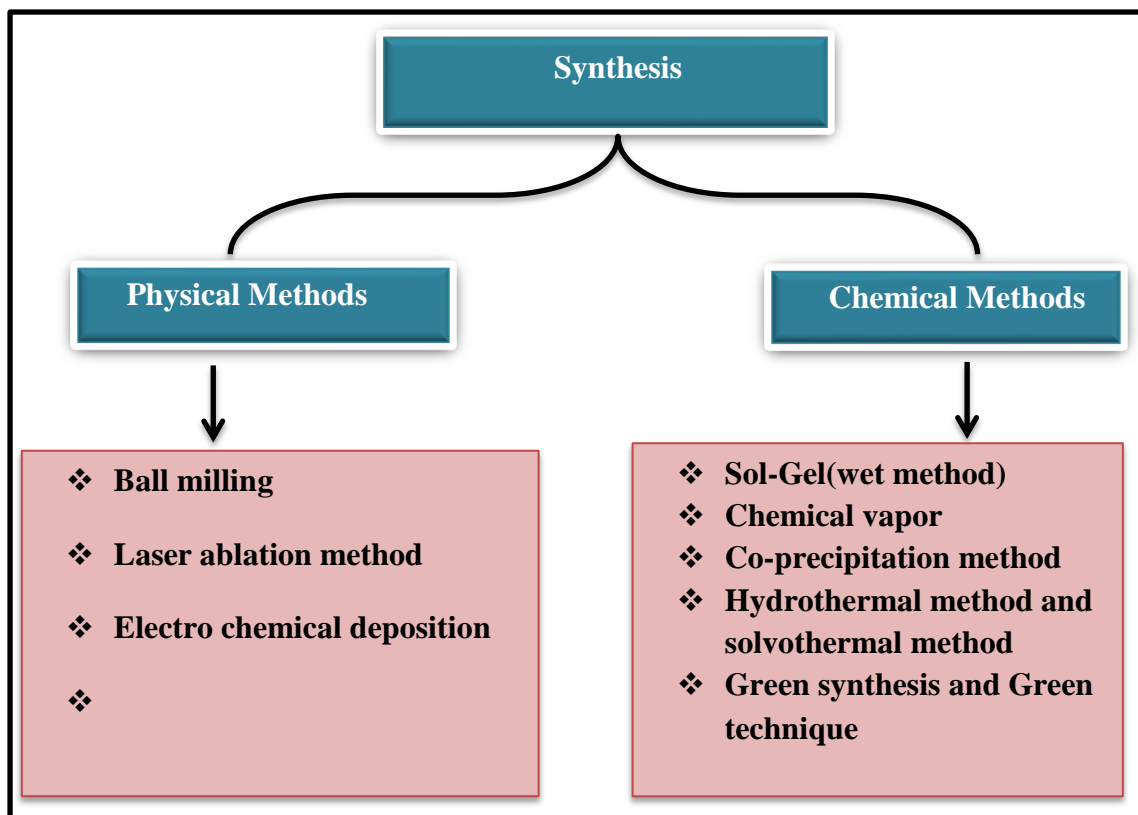 Synthesis
Physical Methods
Chemical Methods
❖ Ball milling
❖ Laser ablation method
❖ Electro chemical deposition
❖
❖ Sol-Gel(wet method)
❖ Chemical vapor
❖ Co-precipitation method
❖ Hydrothermal method and
solvothermal method
❖ Green synthesis and Green
technique